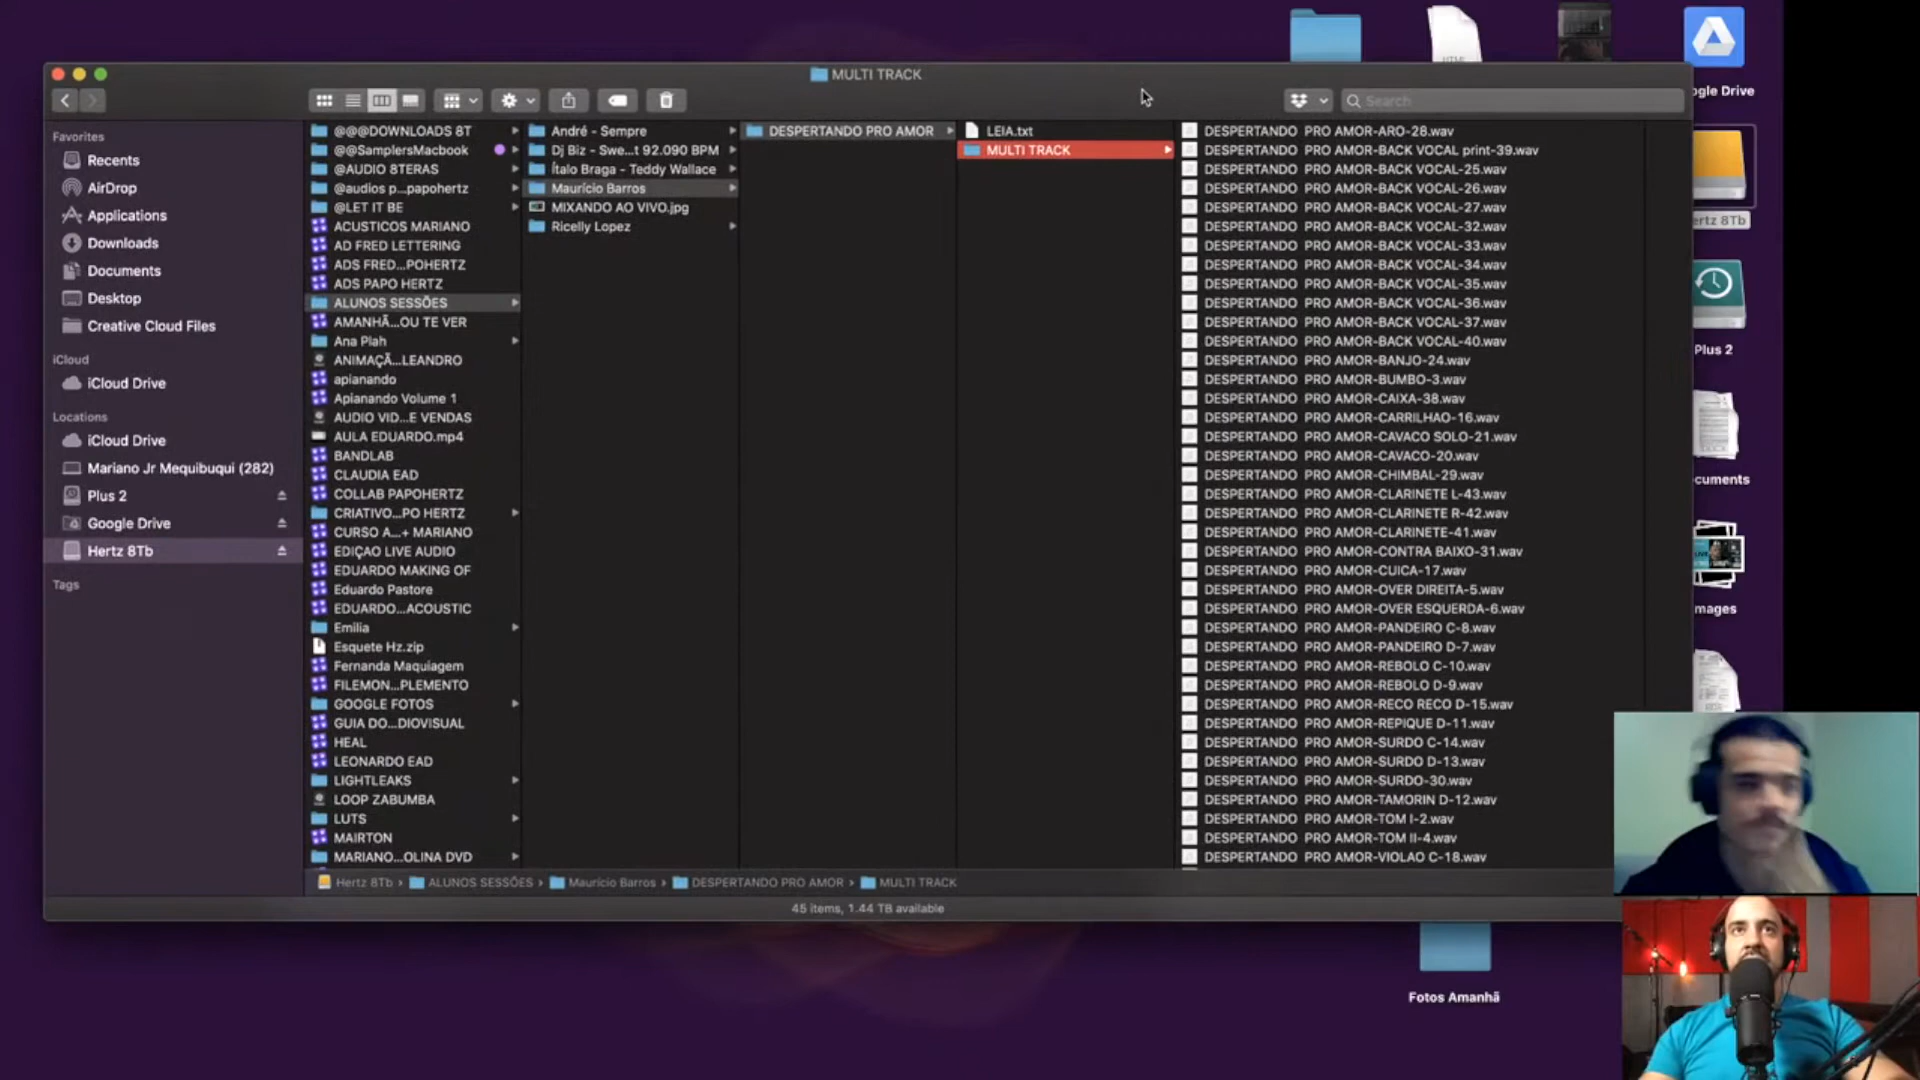 MULTI TRACK
Search
Favorites
Recents
AirDrop
Applications
Downloads
Documents
Desktop
Creative Cloud Files
iCloud
iCloud Drive
Locations
iCloud Drive
Mariano Jr Mequibuqui (282)
Plus 2
Google Drive
Hertz 8Tb
Tags
@@@DOWNLOADS 8T
@@SamplersMacbook
@AUDIO 8TERAS
@audios p...papohertz
@LET IT BE
ACUSTICOS MARIANO
AD FRED LETTERING
ADS FRED...POHERTZ
ADS PAPO HERTZ
ALUNOS SESSÕES
AMANHÃ...OU TE VER
Ana Plah
ANIMAÇÃ...LEANDRO
apianando
Apianando Volume 1
AUDIO VID...E VENDAS
AULA EDUARDO.mp4
BANDLAB
CLAUDIA EAD
COLLAB PAPOHERTZ
CRIATIVO...PO HERTZ
CURSO A...+ MARIANO
EDIÇAO LIVE AUDIO
EDUARDO MAKING OF
Eduardo Pastore
EDUARDO...ACOUSTIC
Emilia
Esquete Hz.zip
Fernanda Maquiagem
FILEMON...PLEMENTO
GOOGLE FOTOS
GUIA DO...DIOVISUAL
HEAL
LEONARDO EAD
LIGHTLEAKS
LOOP ZABUMBA
LUTS
MAIRTON
MARIANO...OLINA DVD
André - Sempre
Dj Biz - Swe...t 92.090 BPM
Ítalo Braga - Teddy Wallace
Maurício Barros
MIXANDO AO VIVO.jpg
Ricelly Lopez
DESPERTANDO PRO AMOR
LEIA.txt
MULTI TRACK
DESPERTANDO PRO AMOR-ARO-28.wav
DESPERTANDO PRO AMOR-BACK VOCAL print-39.wav
DESPERTANDO PRO AMOR-BACK VOCAL-25.wav
DESPERTANDO PRO AMOR-BACK VOCAL-26.wav
DESPERTANDO PRO AMOR-BACK VOCAL-27.wav
DESPERTANDO PRO AMOR-BACK VOCAL-32.wav
DESPERTANDO PRO AMOR-BACK VOCAL-33.wav
DESPERTANDO PRO AMOR-BACK VOCAL-34.wav
DESPERTANDO PRO AMOR-BACK VOCAL-35.wav
DESPERTANDO PRO AMOR-BACK VOCAL-36.wav
DESPERTANDO PRO AMOR-BACK VOCAL-37.wav
DESPERTANDO PRO AMOR-BACK VOCAL-40.wav
DESPERTANDO PRO AMOR-BANJO-24.wav
DESPERTANDO PRO AMOR-BUMBO-3.wav
DESPERTANDO PRO AMOR-CAIXA-38.wav
DESPERTANDO PRO AMOR-CARRILHAO-16.wav
DESPERTANDO PRO AMOR-CAVACO SOLO-21.wav
DESPERTANDO PRO AMOR-CAVACO-20.wav
DESPERTANDO PRO AMOR-CHIMBAL-29.wav
DESPERTANDO PRO AMOR-CLARINETE L-43.wav
DESPERTANDO PRO AMOR-CLARINETE R-42.wav
DESPERTANDO PRO AMOR-CLARINETE-41.wav
DESPERTANDO PRO AMOR-CONTRA BAIXO-31.wav
DESPERTANDO PRO AMOR-CUICA-17.wav
DESPERTANDO PRO AMOR-OVER DIREITA-5.wav
DESPERTANDO PRO AMOR-OVER ESQUERDA-6.wav
DESPERTANDO PRO AMOR-PANDEIRO C-8.wav
DESPERTANDO PRO AMOR-PANDEIRO D-7.wav
DESPERTANDO PRO AMOR-REBOLO C-10.wav
DESPERTANDO PRO AMOR-REBOLO D-9.wav
DESPERTANDO PRO AMOR-RECO RECO D-15.wav
DESPERTANDO PRO AMOR-REPIQUE D-11.wav
DESPERTANDO PRO AMOR-SURDO C-14.wav
DESPERTANDO PRO AMOR-SURDO D-13.wav
DESPERTANDO PRO AMOR-SURDO-30.wav
DESPERTANDO PRO AMOR-TAMORIN D-12.wav
DESPERTANDO PRO AMOR-TOM I-2.wav
DESPERTANDO PRO AMOR-TOM II-4.wav
DESPERTANDO PRO AMOR-VIOLAO C-18.wav
Hertz 8Tb › ALUNOS SESSÕES › Maurício Barros › DESPERTANDO PRO AMOR › MULTI TRACK
45 items, 1.44 TB available
HTML
ogle Drive
ertz 8Tb
Plus 2
cuments
mages
Fotos Amanhã